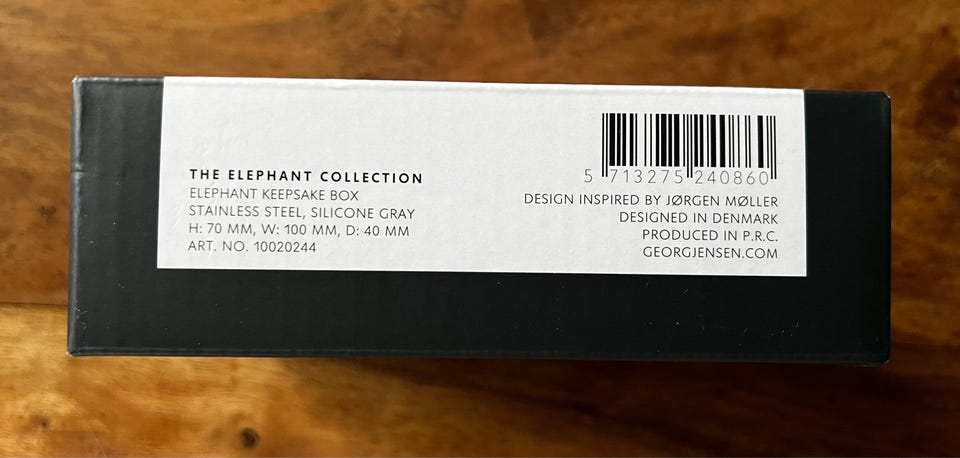 THE ELEPHANT COLLECTION
ELEPHANT KEEPSAKE BOX
STAINLESS STEEL, SILICONE GRAY
H: 70 MM, W: 100 MM, D: 40 MM
ART. NO. 10020244
5 713275 240860
DESIGN INSPIRED BY JØRGEN MØLLER
DESIGNED IN DENMARK
PRODUCED IN P.R.C.
GEORGJENSEN.COM